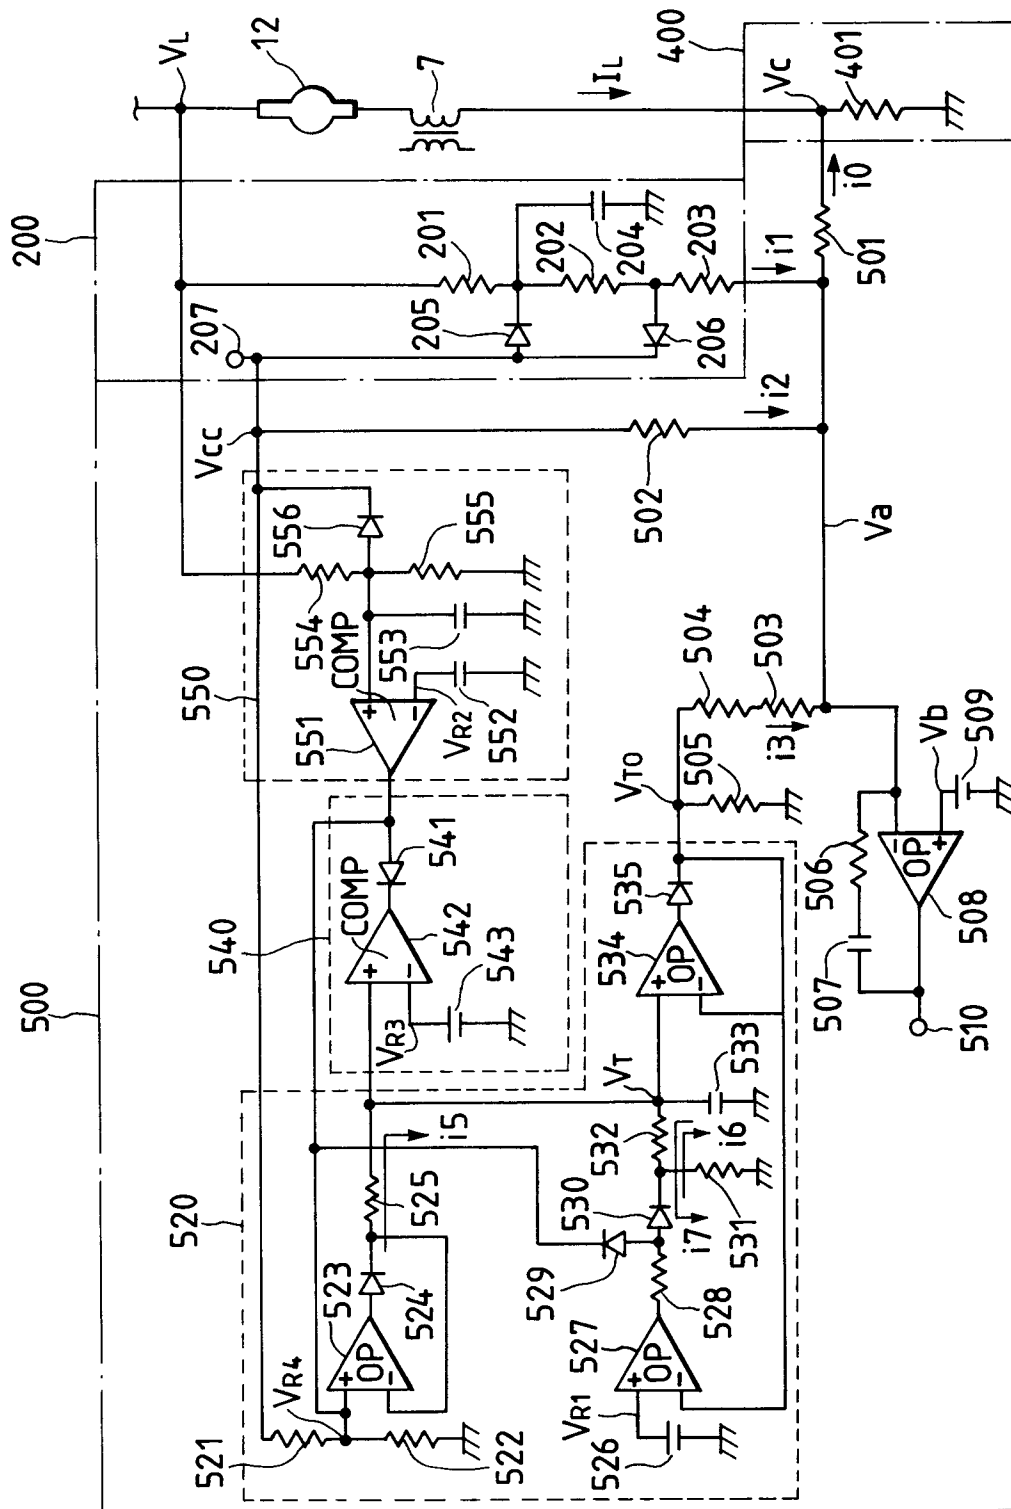 500
200
VL
12
7
IL
400
Vc
401
i0
501
201
202
204
203
i1
205
206
207
i2
Vcc
502
Va
550
556
554
555
553
COMP
+
−
551
VR2
552
504
503
i3
505
VTO
Vb
509
506
OP
−
+
507
508
510
540
COMP
+
−
541
542
543
VR3
535
534
OP
+
−
VT
533
532
i6
i7
530
531
529
528
527
OP
+
−
VR1
526
520
i5
525
523
524
OP
+
−
VR4
521
522